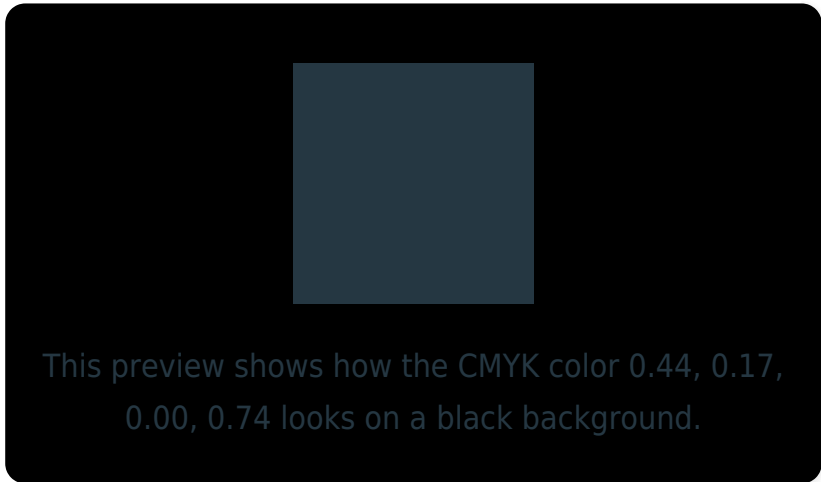 This preview shows how the CMYK color 0.44, 0.17,
0.00, 0.74 looks on a black background.